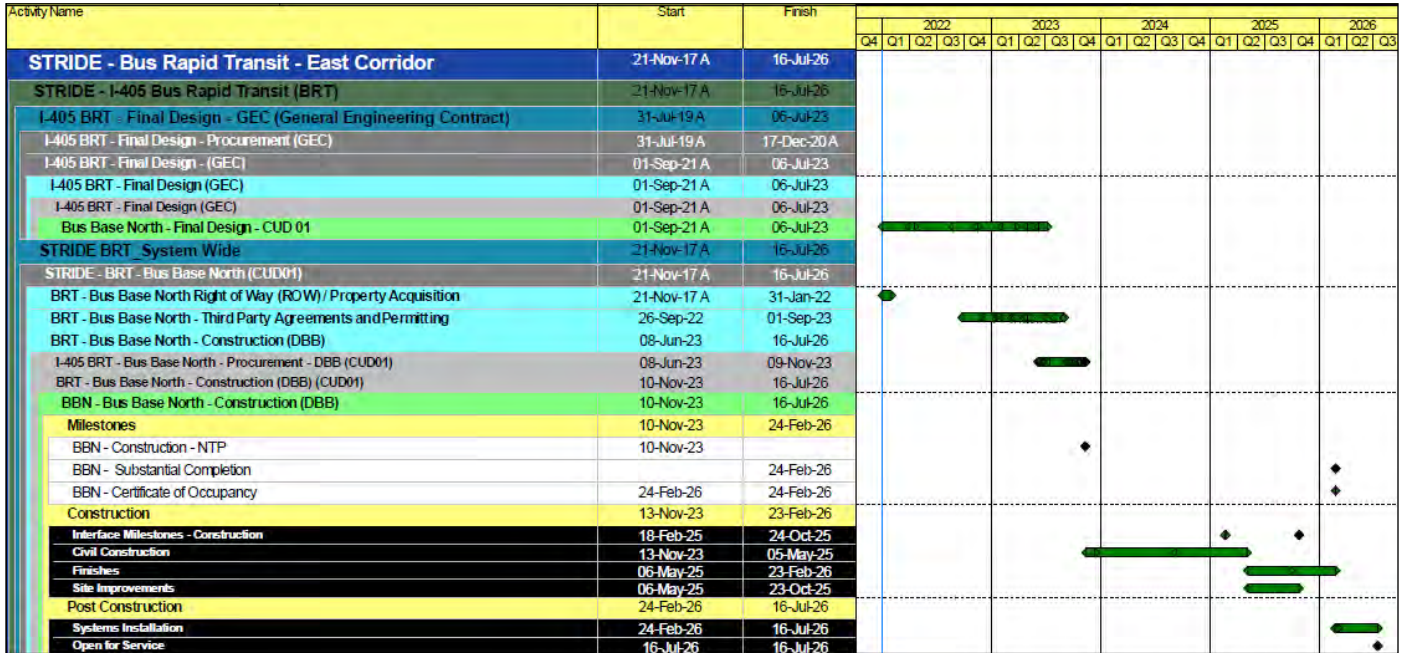 Activity Name Start Finish
2022 2023 2024 2025 2026
Q4 Q1 Q2 Q3 Q4 Q1 Q2 Q3 Q4 Q1 Q2 Q3 Q4 Q1 Q2 Q3 Q4 Q1 Q2 Q3
STRIDE - Bus Rapid Transit - East Corridor 21-Nov-17 A 16-Jul-26
STRIDE - I-405 Bus Rapid Transit (BRT) 21-Nov-17 A 16-Jul-26
I-405 BRT - Final Design - GEC (General Engineering Contract) 31-Jul-19 A 06-Jul-23
I-405 BRT - Final Design - Procurement (GEC) 31-Jul-19 A 17-Dec-20 A
I-405 BRT - Final Design - (GEC) 01-Sep-21 A 06-Jul-23
I-405 BRT - Final Design (GEC) 01-Sep-21 A 06-Jul-23
I-405 BRT - Final Design (GEC) 01-Sep-21 A 06-Jul-23
Bus Base North - Final Design - CUD 01 01-Sep-21 A 06-Jul-23
STRIDE BRT_System Wide 21-Nov-17 A 16-Jul-26
STRIDE - BRT - Bus Base North (CUD01) 21-Nov-17 A 16-Jul-26
BRT - Bus Base North Right of Way (ROW) / Property Acquisition 21-Nov-17 A 31-Jan-22
BRT - Bus Base North - Third Party Agreements and Permitting 26-Sep-22 01-Sep-23
BRT - Bus Base North - Construction (DBB) 08-Jun-23 16-Jul-26
I-405 BRT - Bus Base North - Procurement - DBB (CUD01) 08-Jun-23 09-Nov-23
BRT - Bus Base North - Construction (DBB) (CUD01) 10-Nov-23 16-Jul-26
BBN - Bus Base North - Construction (DBB) 10-Nov-23 16-Jul-26
Milestones 10-Nov-23 24-Feb-26
BBN - Construction - NTP 10-Nov-23
BBN - Substantial Completion 24-Feb-26
BBN - Certificate of Occupancy 24-Feb-26 24-Feb-26
Construction 13-Nov-23 23-Feb-26
Interface Milestones - Construction 18-Feb-25 24-Oct-25
Civil Construction 13-Nov-23 05-May-25
Finishes 06-May-25 23-Feb-26
Site Improvements 06-May-25 23-Oct-25
Post Construction 24-Feb-26 16-Jul-26
Systems Installation 24-Feb-26 16-Jul-26
Open for Service 16-Jul-26 16-Jul-26